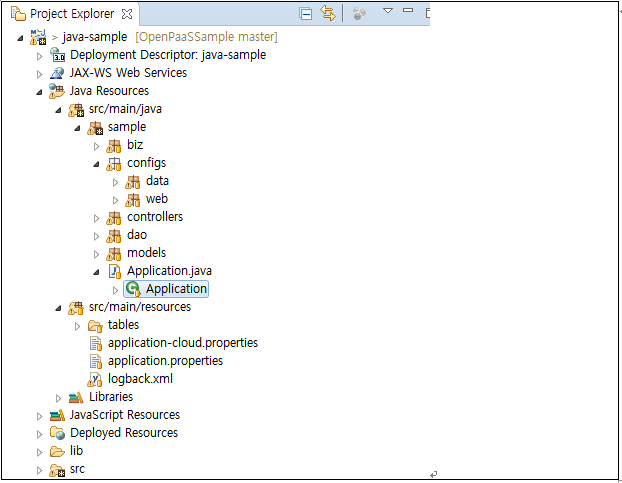 Project Explorer
> java-sample [OpenPaaSSample master]
Deployment Descriptor: java-sample
JAX-WS Web Services
Java Resources
src/main/java
sample
biz
configs
data
web
controllers
dao
models
Application.java
Application
src/main/resources
tables
application-cloud.properties
application.properties
logback.xml
Libraries
JavaScript Resources
Deployed Resources
lib
src